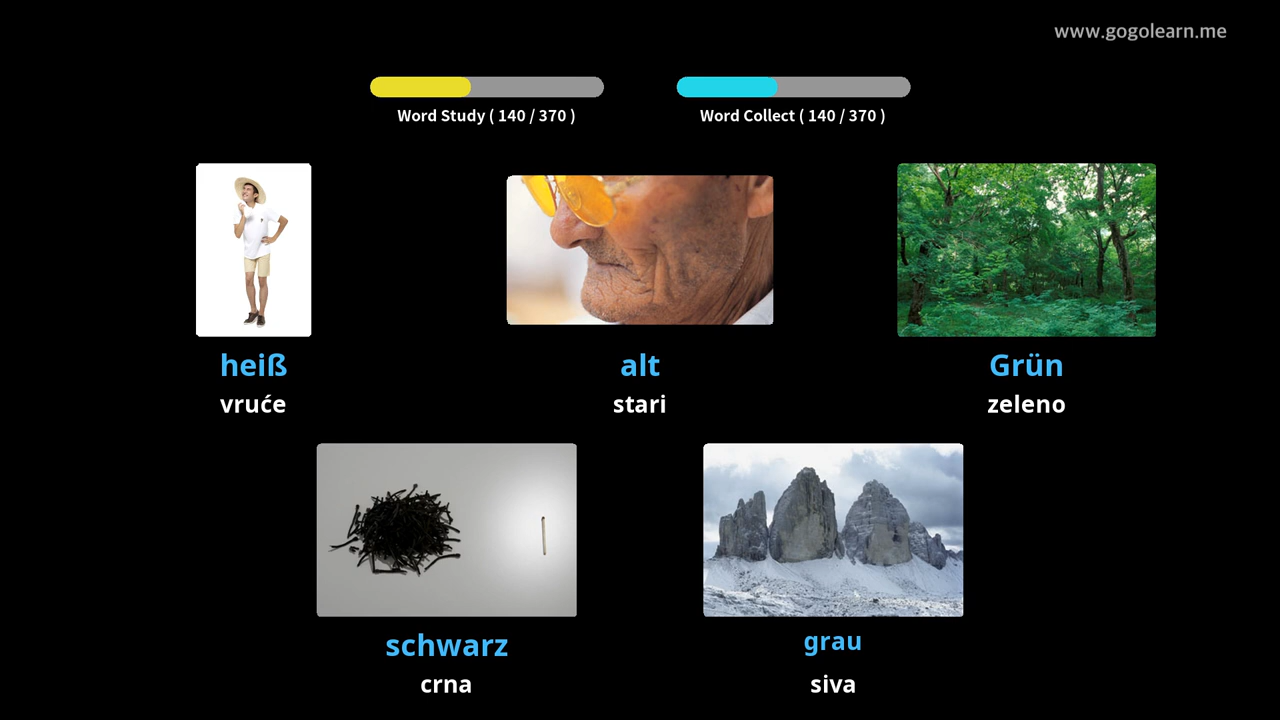 www.gogolearn.me
Word Study ( 140 / 370 )
Word Collect ( 140 / 370 )
heiß
vruće
alt
stari
Grün
zeleno
schwarz
crna
grau
siva